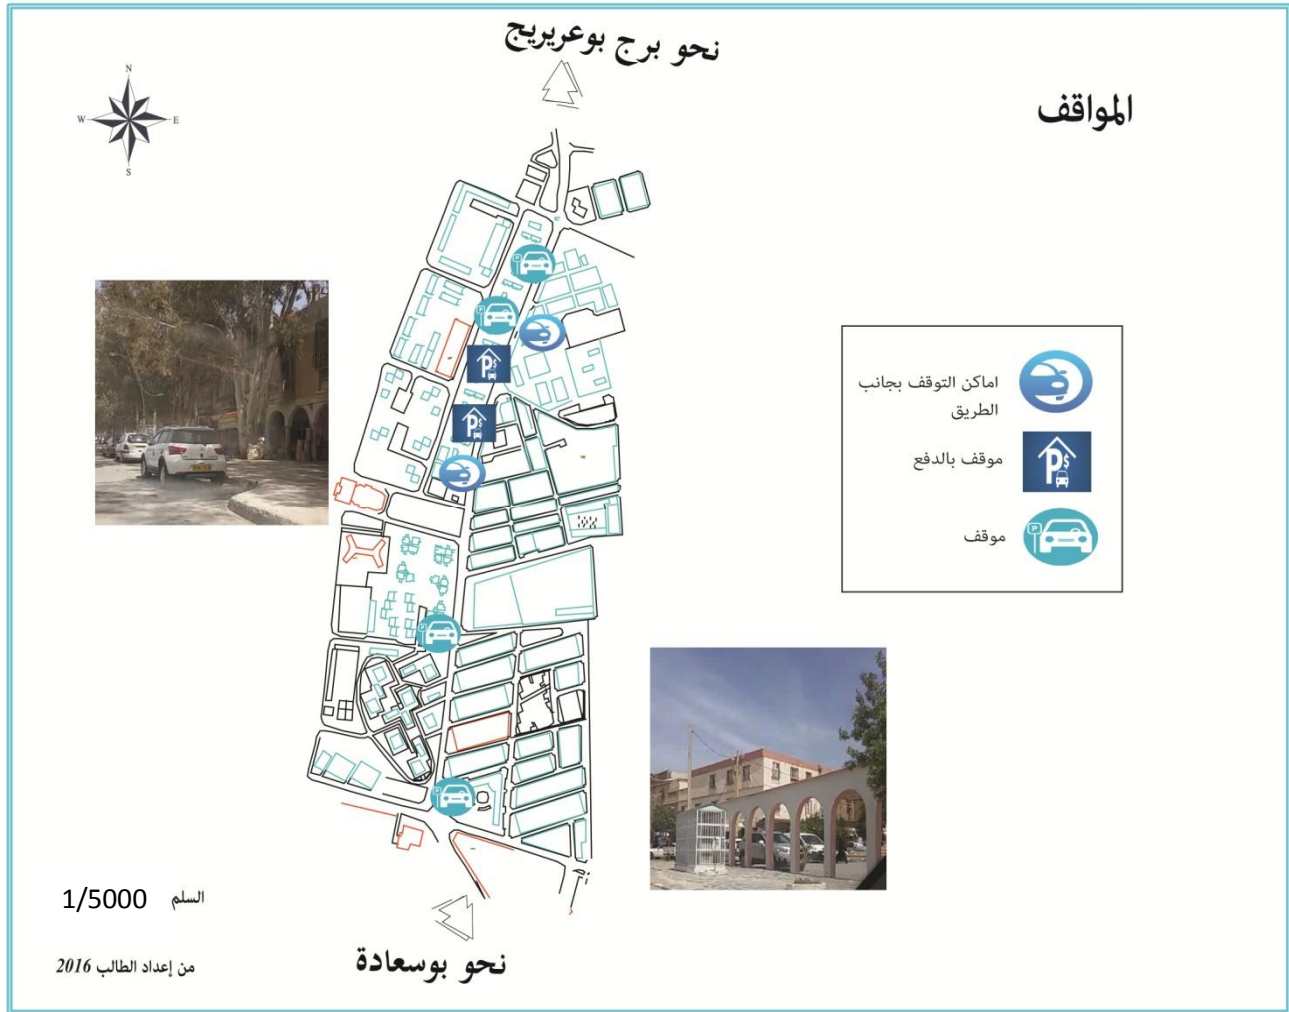 نحو برج بوعريريج
المواقف
N
W
E
S
اماكن التوقف بجانب
الطريق
موقف بالدفع
موقف
السلم 1/5000
نحو بوسعادة
من إعداد الطالب 2016